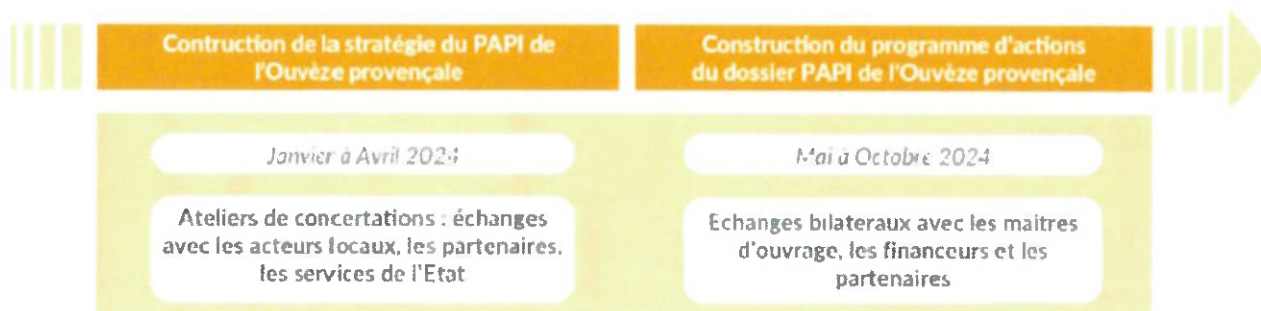 Contruction de la stratégie du PAPI de
l'Ouvèze provençale
Construction du programme d'actions
du dossier PAPI de l'Ouvèze provençale
Janvier à Avril 2024
Mai à Octobre 2024
Ateliers de concertations : échanges
avec les acteurs locaux, les partenaires,
les services de l'Etat
Echanges bilateraux avec les maitres
d'ouvrage, les financeurs et les
partenaires